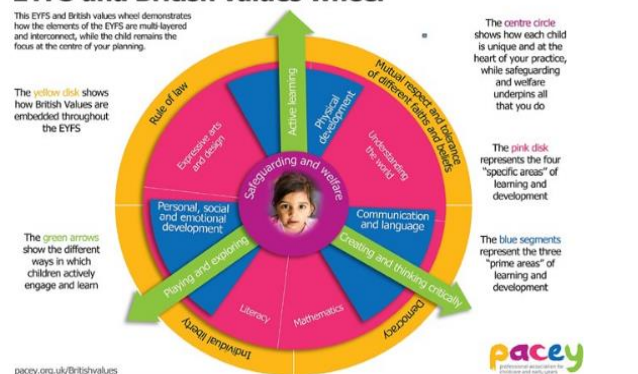 EYFS and British Values Wheel
This EYFS and British values wheel demonstrates
how the elements of the EYFS are multi-layered
and interconnect, while the child remains the
focus at the centre of your planning.
The yellow disk shows
how British Values are
embedded throughout
the EYFS
The green arrows
show the different
ways in which
children actively
engage and learn
pacey.org.uk/Britishvalues
Rule of law
Mutual respect and tolerance
of different faiths and beliefs
Individual liberty
Democracy
Active learning
Physical
development
Expressive arts
and design
Understanding
the world
Safeguarding and welfare
Personal, social
and emotional
development
Communication
and language
Playing and exploring
Creating and thinking critically
Literacy
Mathematics
The centre circle
shows how each child
is unique and at the
heart of your practice,
while safeguarding
and welfare
underpins all
that you do
The pink disk
represents the four
"specific areas" of
learning and
development
The blue segments
represent the three
"prime areas" of
learning and
development
pacey
professional association for
childcare and early years